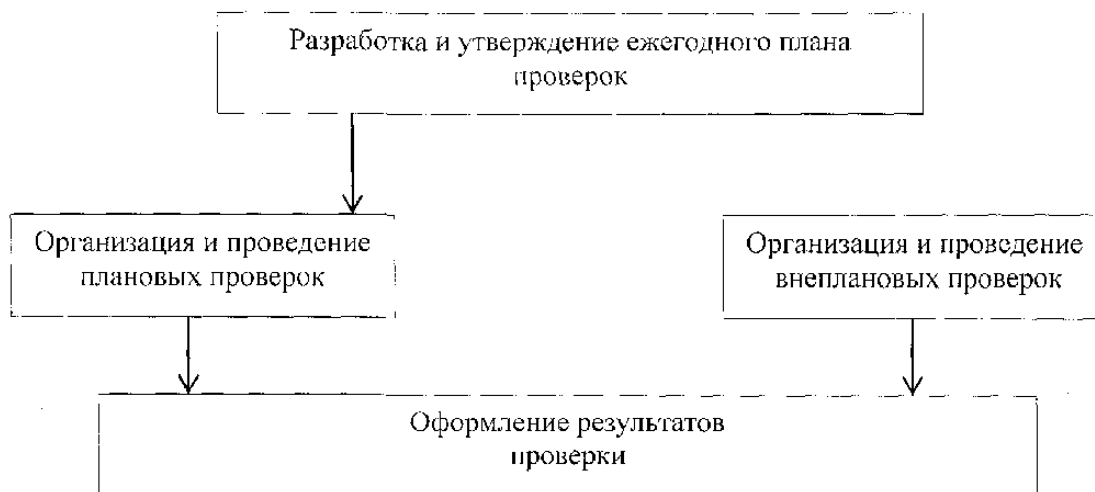 Разработка и утверждение ежегодного плана
проверок
Организация и проведение
плановых проверок
Организация и проведение
внеплановых проверок
Оформление результатов
проверки